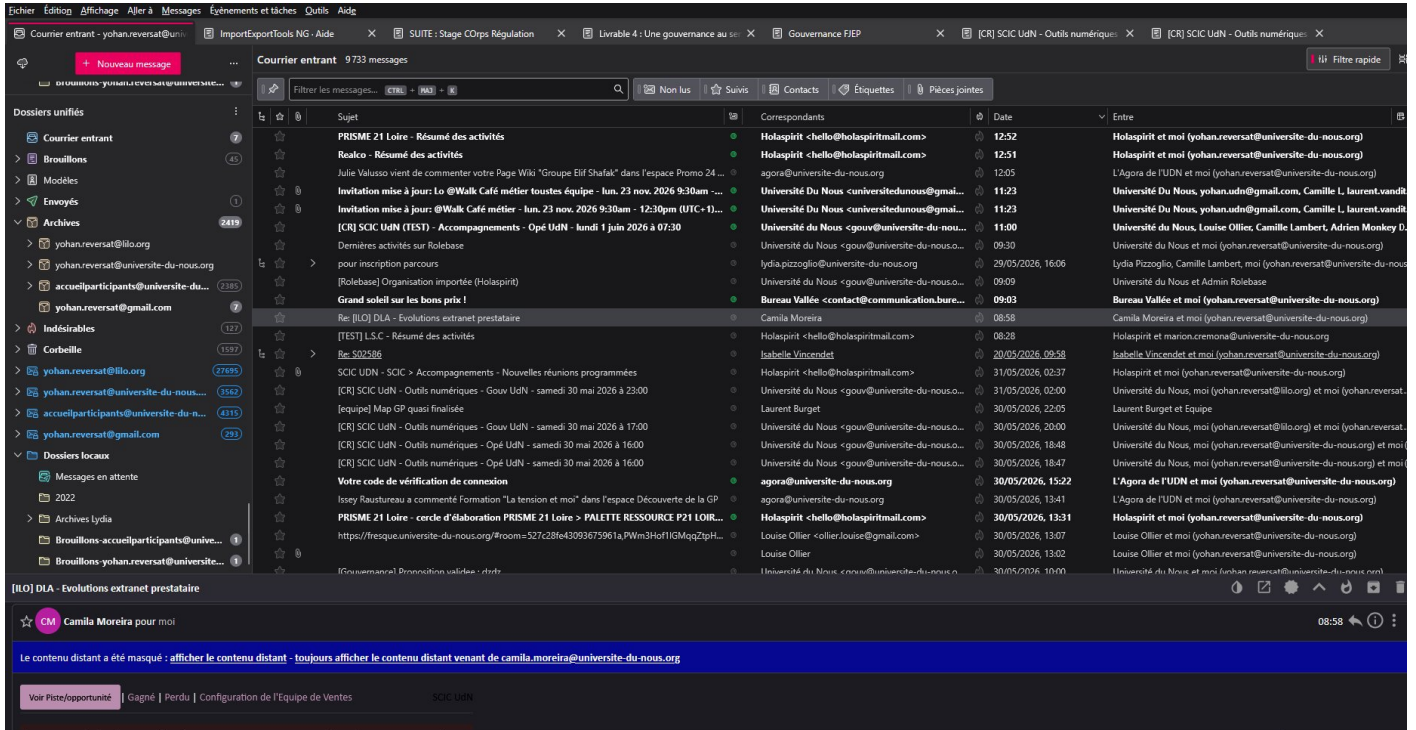 Fichier Édition Affichage Aller à Messages Évènements et tâches Outils Aide
Courrier entrant - yohan.reversat@univ ImportExportTools NG - Aide SUITE : Stage COrps Régulation Livrable 4 : Une gouvernance au ser Gouvernance FJEP [CR] SCIC UdN - Outils numériques [CR] SCIC UdN - Outils numériques
+ Nouveau message ... Courrier entrant 9 733 messages Filtre rapide
Brouillons-yohan.reversat@universite...
Filtrer les messages... CTRL + MAJ + K Non lus Suivis Contacts Étiquettes Pièces jointes
Dossiers unifiés
Sujet Correspondants Date Entre
Courrier entrant 7
Brouillons 45
Modèles
Envoyés 1
Archives 2419
yohan.reversat@lilo.org
yohan.reversat@universite-du-nous.org
accueilparticipants@universite-du... 2385
yohan.reversat@gmail.com 7
Indésirables 127
Corbeille 1597
yohan.reversat@lilo.org 27695
yohan.reversat@universite-du-nous.... 3562
accueilparticipants@universite-du-n... 4315
yohan.reversat@gmail.com 293
Dossiers locaux
Messages en attente
2022
Archives Lydia
Brouillons-accueilparticipants@unive... 1
Brouillons-yohan.reversat@universite... 1
PRISME 21 Loire - Résumé des activités Holaspirit <hello@holaspiritmail.com> 12:52 Holaspirit et moi (yohan.reversat@universite-du-nous.org)
Realco - Résumé des activités Holaspirit <hello@holaspiritmail.com> 12:51 Holaspirit et moi (yohan.reversat@universite-du-nous.org)
Julie Valusso vient de commenter votre Page Wiki "Groupe Elif Shafak" dans l'espace Promo 24 ... agora@universite-du-nous.org 12:05 L'Agora de l'UDN et moi (yohan.reversat@universite-du-nous.org)
Invitation mise à jour: Lo @Walk Café métier toustes équipe - lun. 23 nov. 2026 9:30am -... Université Du Nous <universitedunous@gmai... 11:23 Université Du Nous, yohan.udn@gmail.com, Camille L, laurent.vandit
Invitation mise à jour: @Walk Café métier - lun. 23 nov. 2026 9:30am - 12:30pm (UTC+1)... Université Du Nous <universitedunous@gmai... 11:23 Université Du Nous, yohan.udn@gmail.com, Camille L, laurent.vandit
[CR] SCIC UdN (TEST) - Accompagnements - Opé UdN - lundi 1 juin 2026 à 07:30 Université du Nous <gouv@universite-du-nou... 11:00 Université du Nous, Louise Ollier, Camille Lambert, Adrien Monkey D.
Dernières activités sur Rolebase Université du Nous <gouv@universite-du-nous.o... 09:30 Université du Nous et moi (yohan.reversat@universite-du-nous.org)
pour inscription parcours lydia.pizzoglio@universite-du-nous.org 29/05/2026, 16:06 Lydia Pizzoglio, Camille Lambert, moi (yohan.reversat@universite-du-nous
[Rolebase] Organisation importée (Holaspirit) Université du Nous <gouv@universite-du-nous.o... 09:09 Université du Nous et Admin Rolebase
Grand soleil sur les bons prix ! Bureau Vallée <contact@communication.bure... 09:03 Bureau Vallée et moi (yohan.reversat@universite-du-nous.org)
Re: [ILO] DLA - Evolutions extranet prestataire Camila Moreira 08:58 Camila Moreira et moi (yohan.reversat@universite-du-nous.org)
[TEST] L.S.C - Résumé des activités Holaspirit <hello@holaspiritmail.com> 08:28 Holaspirit et marion.cremona@universite-du-nous.org
Re: S02586 Isabelle Vincendet 20/05/2026, 09:58 Isabelle Vincendet et moi (yohan.reversat@universite-du-nous.org)
SCIC UDN - SCIC > Accompagnements - Nouvelles réunions programmées Holaspirit <hello@holaspiritmail.com> 31/05/2026, 02:37 Holaspirit et moi (yohan.reversat@universite-du-nous.org)
[CR] SCIC UdN - Outils numériques - Gouv UdN - samedi 30 mai 2026 à 23:00 Université du Nous <gouv@universite-du-nous.o... 31/05/2026, 02:00 Université du Nous, moi (yohan.reversat@lilo.org) et moi (yohan.reversat.
[equipe] Map GP quasi finalisée Laurent Burget 30/05/2026, 22:05 Laurent Burget et Equipe
[CR] SCIC UdN - Outils numériques - Gouv UdN - samedi 30 mai 2026 à 17:00 Université du Nous <gouv@universite-du-nous.o... 30/05/2026, 20:00 Université du Nous, moi (yohan.reversat@lilo.org) et moi (yohan.reversat.
[CR] SCIC UdN - Outils numériques - Opé UdN - samedi 30 mai 2026 à 16:00 Université du Nous <gouv@universite-du-nous.o... 30/05/2026, 18:48 Université du Nous, moi (yohan.reversat@universite-du-nous.org) et moi (
[CR] SCIC UdN - Outils numériques - Opé UdN - samedi 30 mai 2026 à 16:00 Université du Nous <gouv@universite-du-nous.o... 30/05/2026, 18:47 Université du Nous, moi (yohan.reversat@universite-du-nous.org) et moi (
Votre code de vérification de connexion agora@universite-du-nous.org 30/05/2026, 15:22 L'Agora de l'UDN et moi (yohan.reversat@universite-du-nous.org)
Issey Raustureau a commenté Formation "La tension et moi" dans l'espace Découverte de la GP agora@universite-du-nous.org 30/05/2026, 13:41 L'Agora de l'UDN et moi (yohan.reversat@universite-du-nous.org)
PRISME 21 Loire - cercle d'élaboration PRISME 21 Loire > PALETTE RESSOURCE P21 LOIR... Holaspirit <hello@holaspiritmail.com> 30/05/2026, 13:31 Holaspirit et moi (yohan.reversat@universite-du-nous.org)
https://fresque.universite-du-nous.org/#room=527c28fe43093675961a,PWm3Hof1IGMqqZtpH... Louise Ollier <ollier.louise@gmail.com> 30/05/2026, 13:07 Louise Ollier et moi (yohan.reversat@universite-du-nous.org)
Louise Ollier 30/05/2026, 13:02 Louise Ollier et moi (yohan.reversat@universite-du-nous.org)
[Gouvernance] Proposition validee : dzdz Université du Nous <gouv@universite-du-nous.o... 30/05/2026, 10:00 Université du Nous et moi (yohan.reversat@universite-du-nous.org)
[ILO] DLA - Evolutions extranet prestataire
CM Camila Moreira pour moi 08:58
Le contenu distant a été masqué : afficher le contenu distant - toujours afficher le contenu distant venant de camila.moreira@universite-du-nous.org
Voir Piste/opportunité | Gagné | Perdu | Configuration de l'Equipe de Ventes SCIC UdN